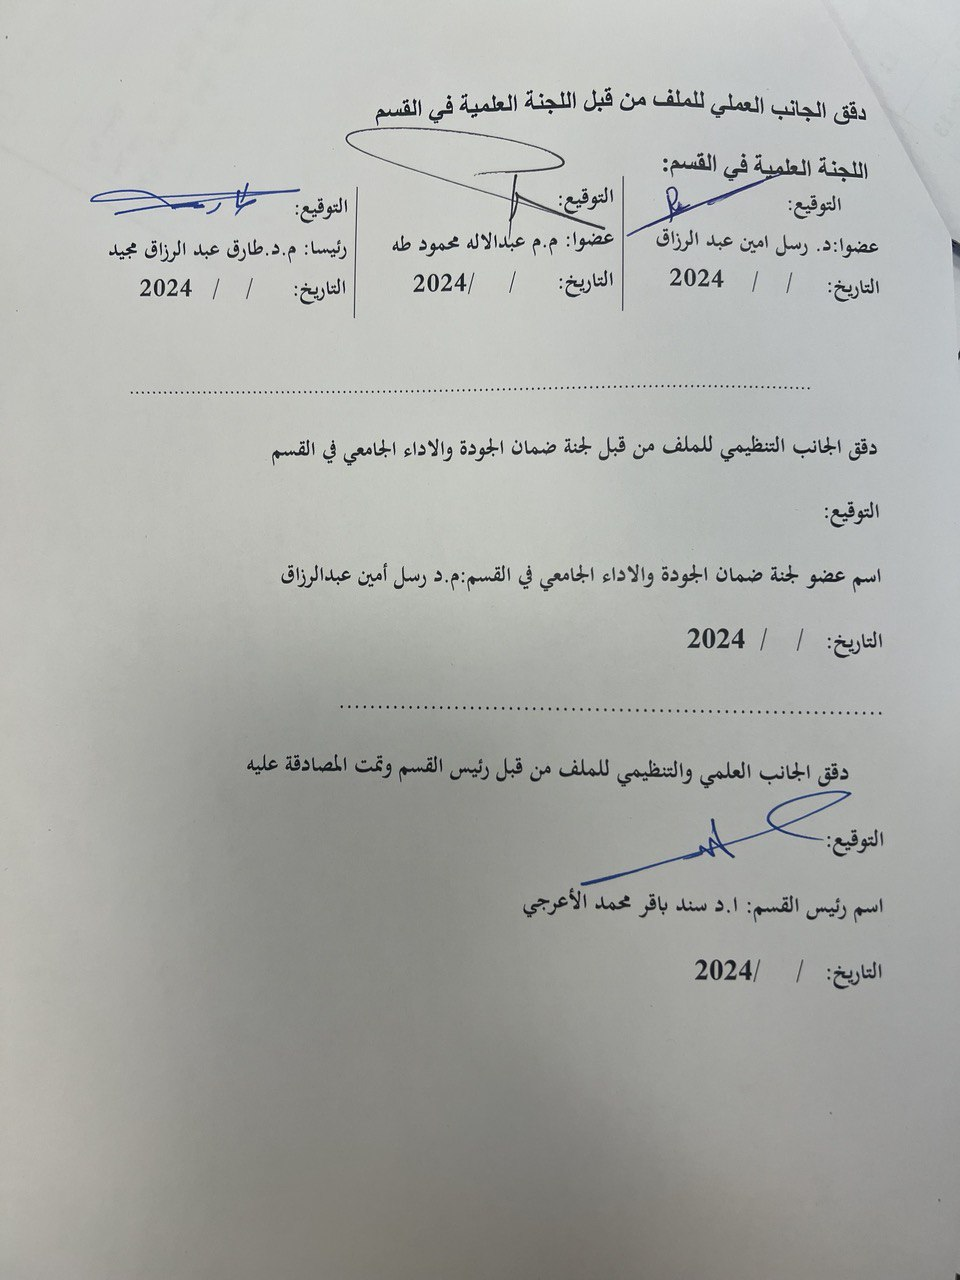 دقق الجانب العملي للملف من قبل اللجنة العلمية في القسم
اللجنة العلمية في القسم:
التوقيع:
عضوا:د. رسل امين عبد الرزاق
التاريخ: / / 2024
التوقيع:
عضوا: م.م عبدالاله محمود طه
التاريخ: / /2024
التوقيع:
رئيسا: م.د.طارق عبد الرزاق مجيد
التاريخ: / / 2024
دقق الجانب التنظيمي للملف من قبل لجنة ضمان الجودة والاداء الجامعي في القسم
التوقيع:
اسم عضو لجنة ضمان الجودة والاداء الجامعي في القسم:م.د رسل أمين عبدالرزاق
التاريخ: / / 2024
دقق الجانب العلمي والتنظيمي للملف من قبل رئيس القسم وتمت المصادقة عليه
التوقيع:
اسم رئيس القسم: ا.د سند باقر محمد الأعرجي
التاريخ: / /2024